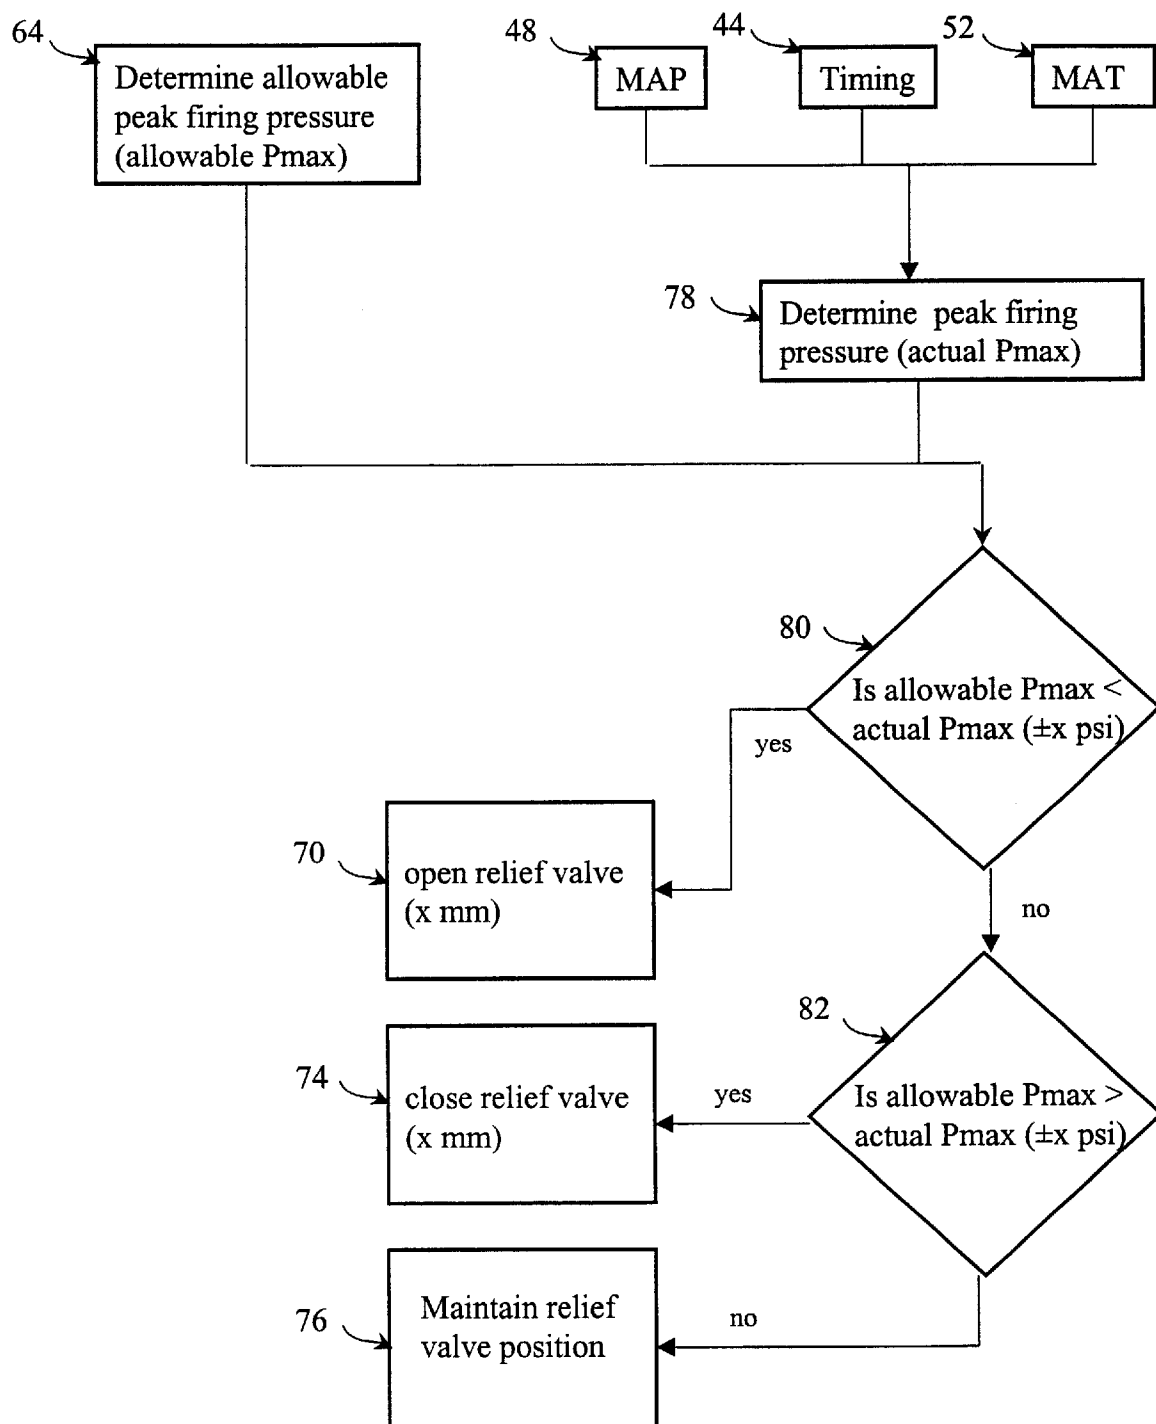 64
Determine allowable
peak firing pressure
(allowable Pmax)
48
MAP
44
Timing
52
MAT
78
Determine peak firing
pressure (actual Pmax)
80
Is allowable Pmax <
actual Pmax (±x psi)
yes
no
70
open relief valve
(x mm)
82
Is allowable Pmax >
actual Pmax (±x psi)
yes
no
74
close relief valve
(x mm)
76
Maintain relief
valve position